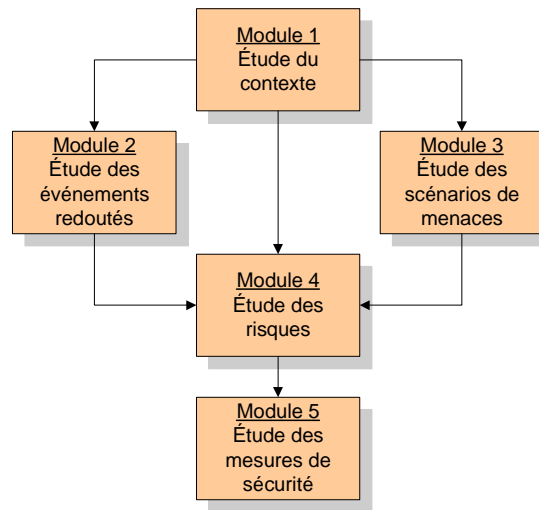 Module 1
Étude du
contexte
Module 2
Étude des
événements
redoutés
Module 3
Étude des
scénarios de
menaces
Module 4
Étude des
risques
Module 5
Étude des
mesures de
sécurité